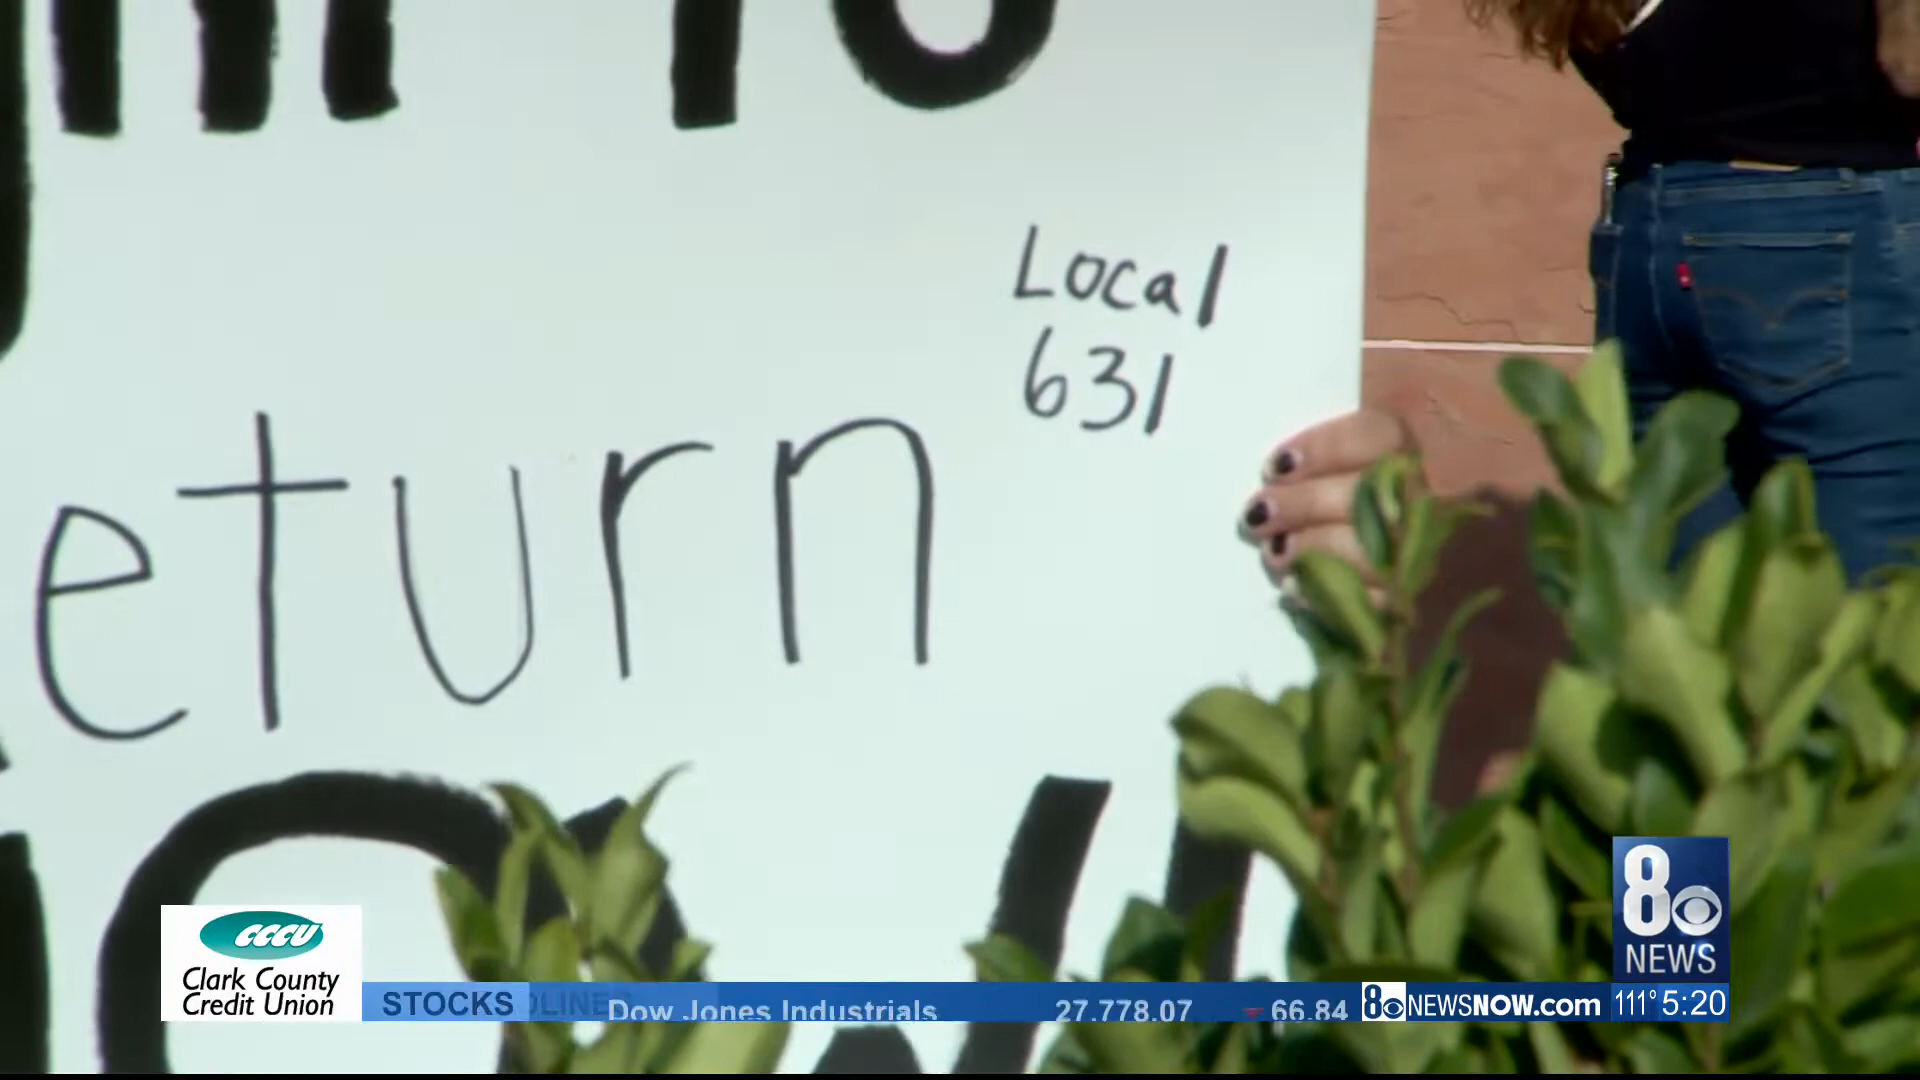 To
Local
631
eturn
8
NEWS
CCCU
Clark County
Credit Union
STOCKS
Dow Jones Industrials 27,778.07 66.84
8 NEWSNOW.com 111° 5:20